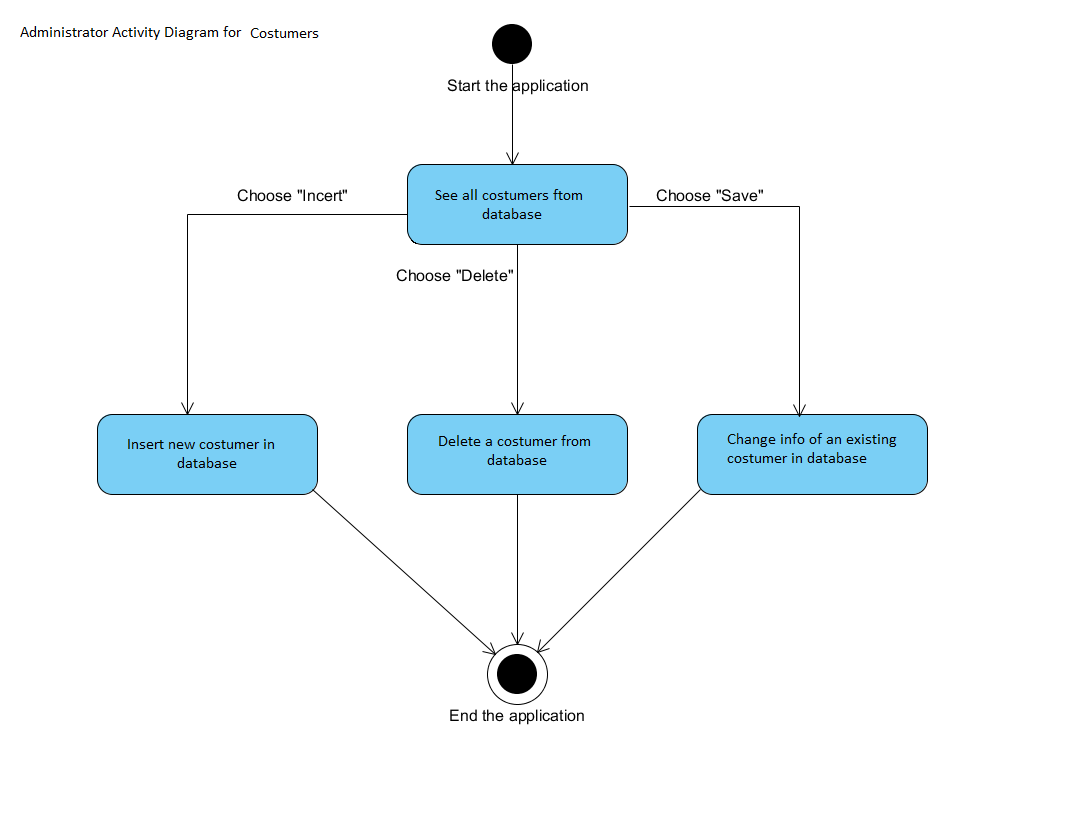 Administrator Activity Diagram for Costumers
Start the application
Choose "Incert"
See all costumers ftom
database
Choose "Save"
Choose "Delete"
Insert new costumer in
database
Delete a costumer from
database
Change info of an existing
costumer in database
End the application